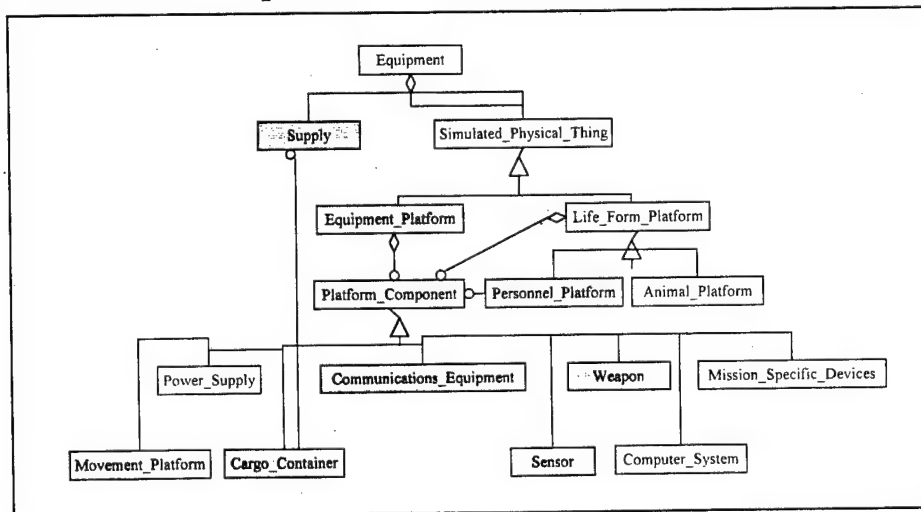 Equipment
Supply
Simulated_Physical_Thing
Equipment_Platform
Life_Form_Platform
Platform_Component
Personnel_Platform
Animal_Platform
Power_Supply
Communications_Equipment
Weapon
Mission_Specific_Devices
Movement_Platform
Cargo_Container
Sensor
Computer_System